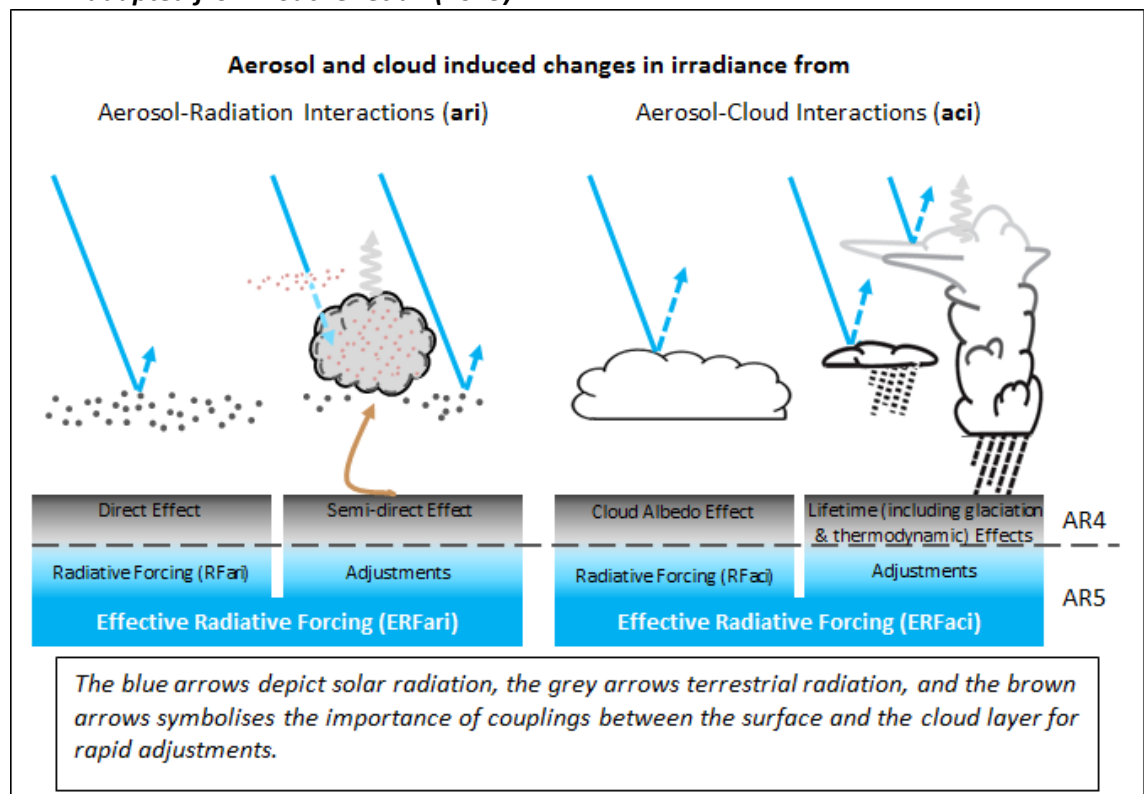 Aerosol and cloud induced changes in irradiance from
Aerosol-Radiation Interactions (ari)
Aerosol-Cloud Interactions (aci)
Direct Effect
Semi-direct Effect
Cloud Albedo Effect
Lifetime (including glaciation
& thermodynamic) Effects
AR4
Radiative Forcing (RFari)
Adjustments
Radiative Forcing (RFaci)
Adjustments
AR5
Effective Radiative Forcing (ERFari)
Effective Radiative Forcing (ERFaci)
The blue arrows depict solar radiation, the grey arrows terrestrial radiation, and the brown
arrows symbolises the importance of couplings between the surface and the cloud layer for
rapid adjustments.